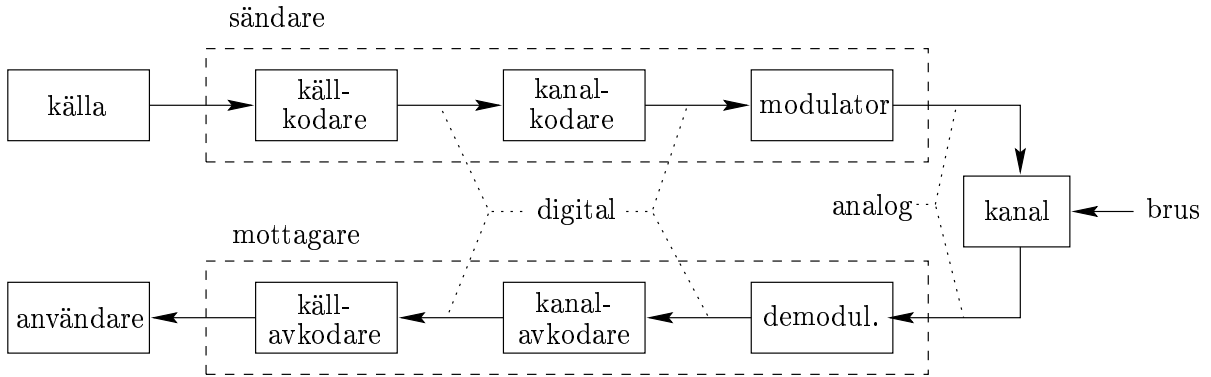 sändare
källa
käll-
kodare
kanal-
kodare
modulator
digital
analog
kanal
brus
mottagare
användare
käll-
avkodare
kanal-
avkodare
demodul.